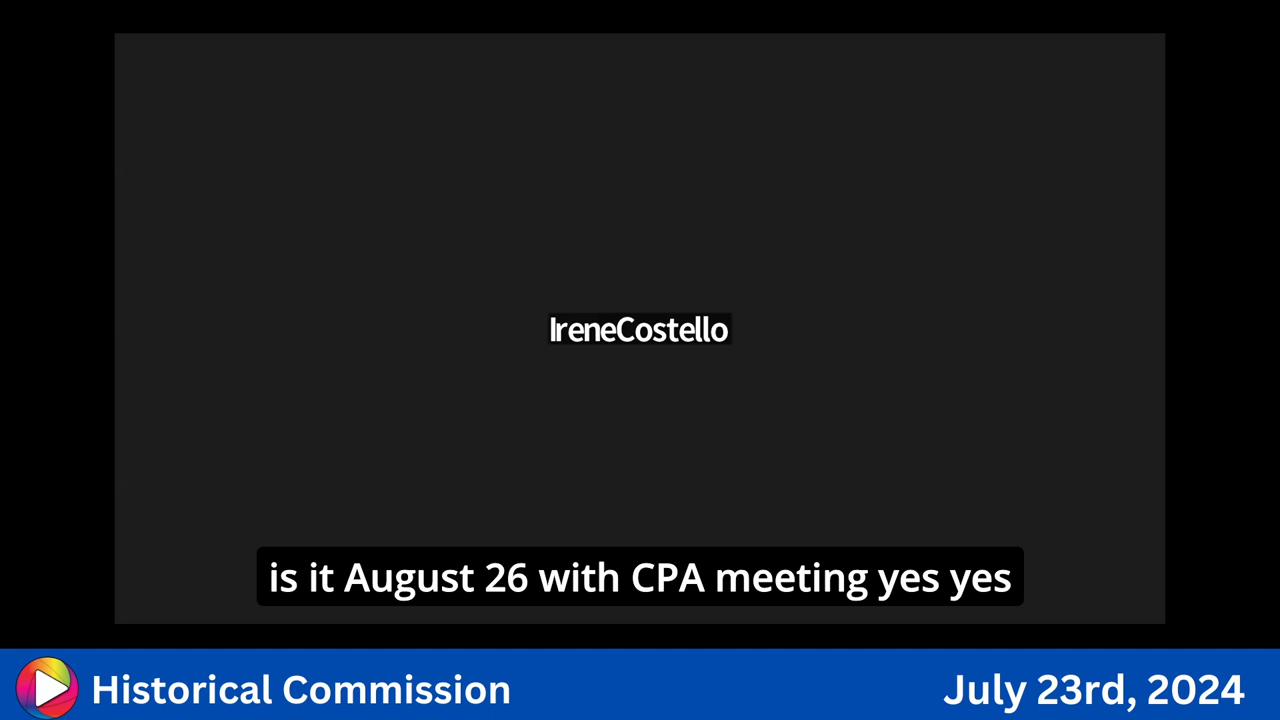 IreneCostello
is it August 26 with CPA meeting yes yes
Historical Commission
July 23rd, 2024